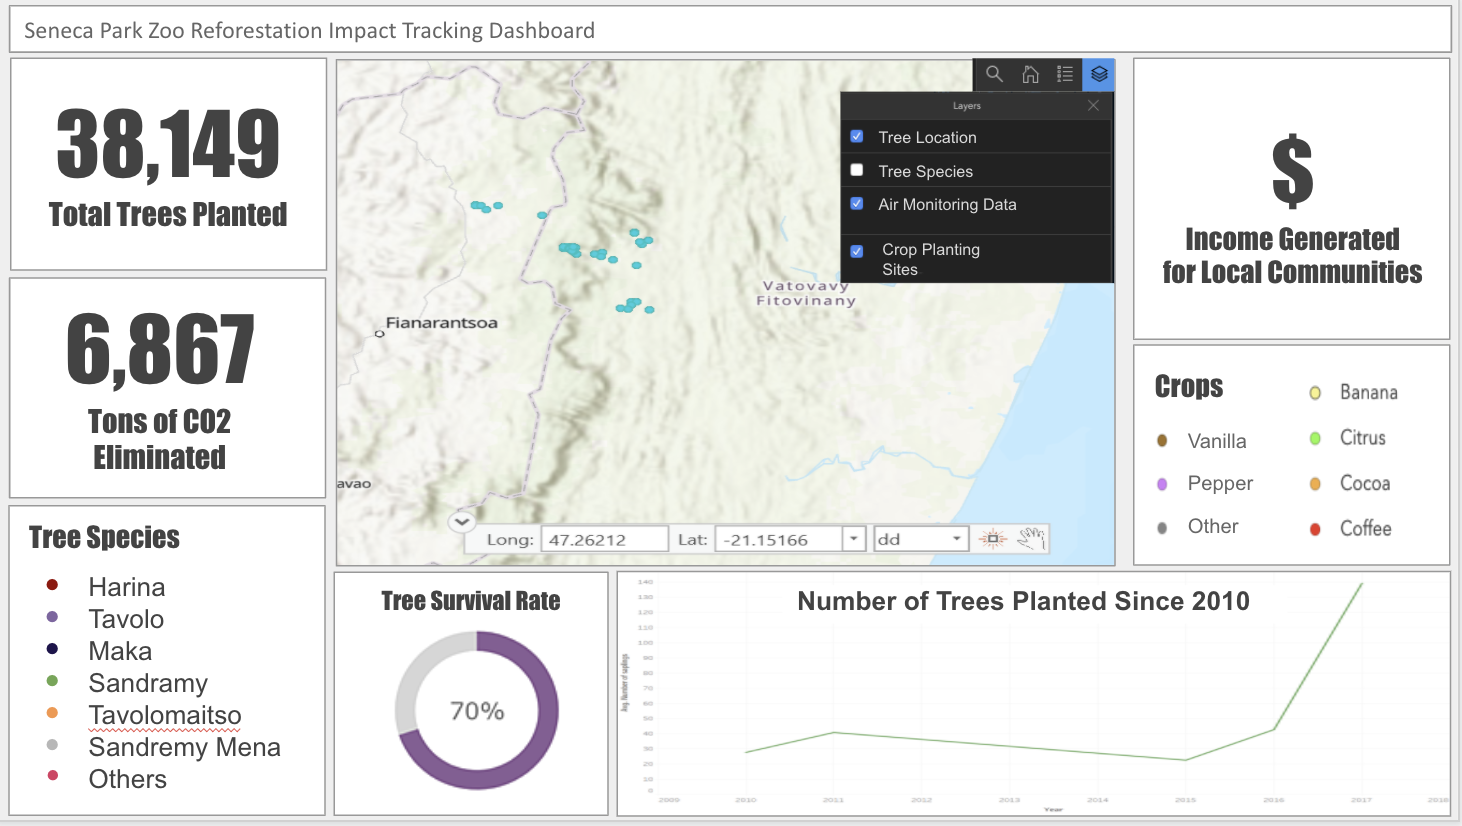 Seneca Park Zoo Reforestation Impact Tracking Dashboard
38,149
Total Trees Planted
6,867
Tons of CO2
Eliminated
Tree Species
Harina
Tavolo
Maka
Sandramy
Tavolomaitso
Sandremy Mena
Others
Layers
Tree Location
Tree Species
Air Monitoring Data
Crop Planting
Sites
Vatovavy
Fitovinany
Fianarantsoa
avao
Long: 47.26212 Lat: -21.15166 dd
$
Income Generated
for Local Communities
Crops
Vanilla
Pepper
Other
Banana
Citrus
Cocoa
Coffee
Tree Survival Rate
70%
Number of Trees Planted Since 2010
Avg. Number of saplings
140
130
120
110
100
90
80
70
60
50
40
30
20
10
0
2009 2010 2011 2012 2013 2014 2015 2016 2017 2018
Year